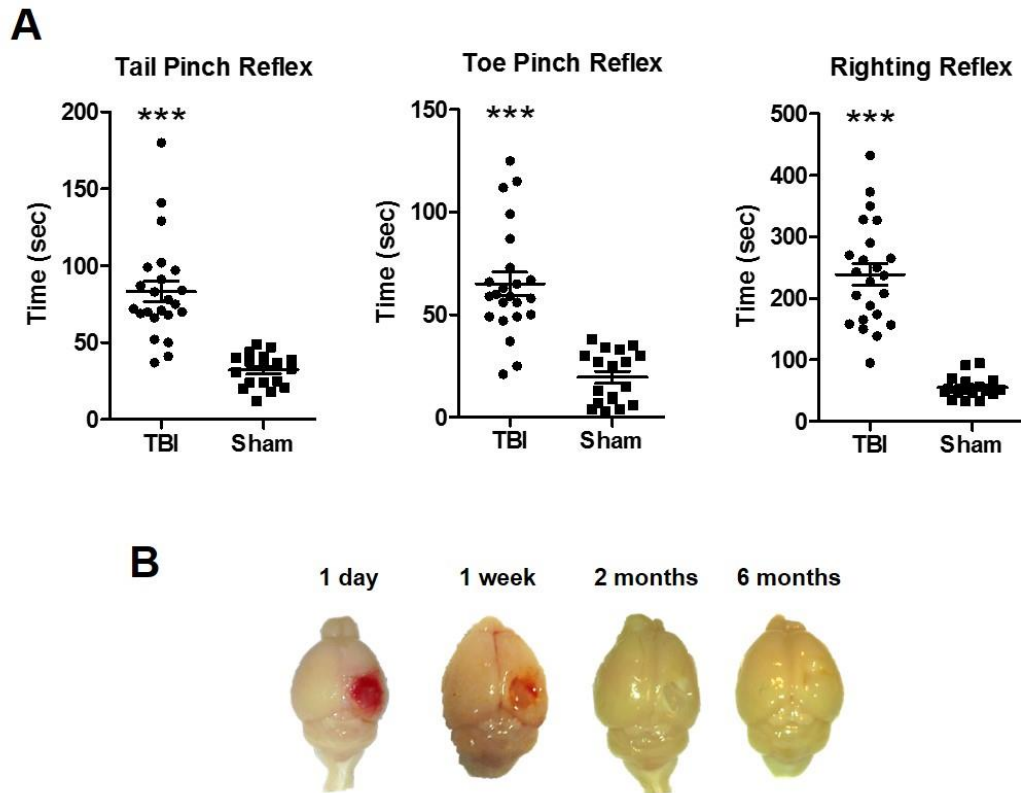 A
Tail Pinch Reflex
Time (sec)
200
150
100
50
0
***
TBI
Sham
Toe Pinch Reflex
Time (sec)
150
100
50
0
***
TBI
Sham
Righting Reflex
Time (sec)
500
400
300
200
100
0
***
TBI
Sham
B
1 day
1 week
2 months
6 months